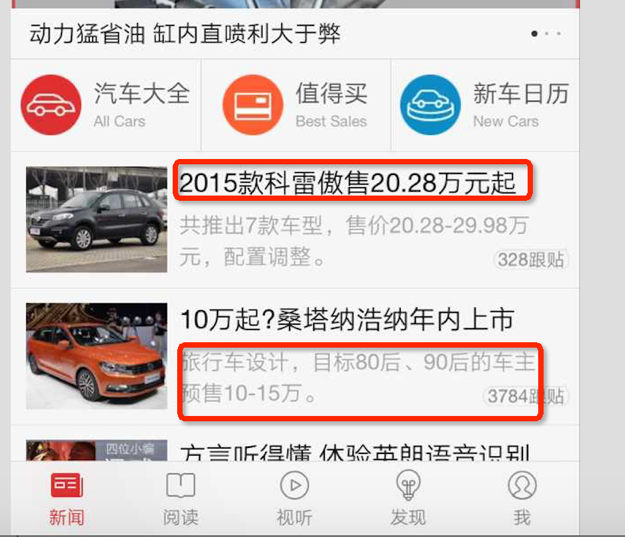 动力猛省油 缸内直喷利大于弊
汽车大全
All Cars
值得买
Best Sales
新车日历
New Cars
2015款科雷傲售20.28万元起
共推出7款车型，售价20.28-29.98万
元，配置调整。
328跟贴
10万起?桑塔纳浩纳年内上市
旅行车设计，目标80后、90后的车主
预售10-15万。
3784跟贴
四位小编
方言听得懂 体验英朗语音识别
新闻
阅读
视听
发现
我